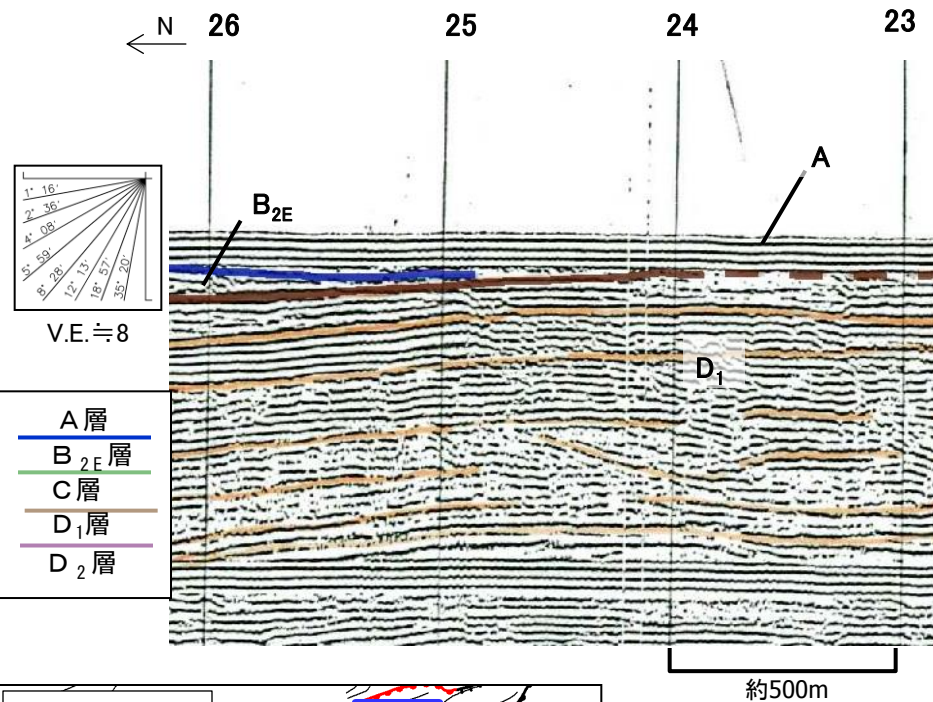 N 26 25 24 23
A
B2E
1° 16′
2° 36′
4° 08′
5° 59′
8° 28′
12° 13′
18° 57′
35° 20′
V.E.≒8
D1
A層
B2E層
C層
D1層
D2層
約500m